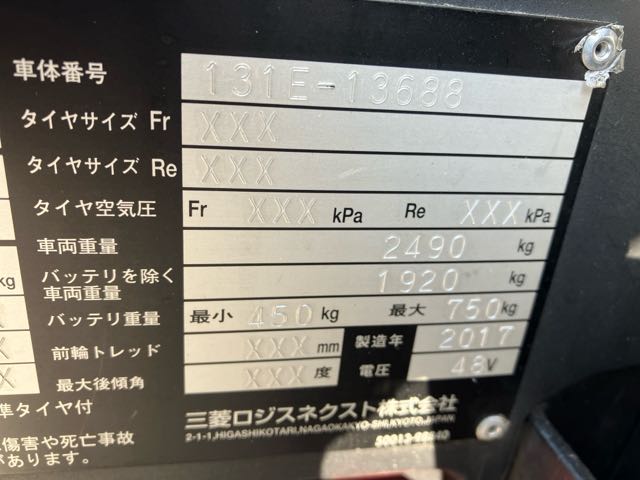 車体番号 131E-13688
タイヤサイズ Fr XXX
タイヤサイズ Re XXX
タイヤ空気圧 Fr XXX kPa Re XXX kPa
車両重量 2490 kg
kg バッテリを除く車両重量 1920 kg
バッテリ重量 最小 450 kg 最大 750 kg
X 前輪トレッド XXX mm 製造年 2017
X 最大後傾角 XXX 度 電圧 48 V
準タイヤ付
三菱ロジスネクスト株式会社
2-1-1, HIGASHIKOTARI, NAGAOKAKYO-SHI, KYOTO, JAPAN.
傷害や死亡事故
があります。